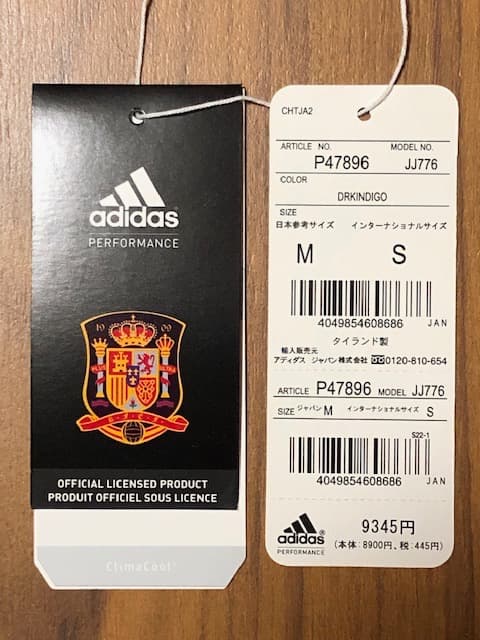 adidas
PERFORMANCE
1909
PLUS ULTRA
R.F.C.F.
OFFICIAL LICENSED PRODUCT
PRODUIT OFFICIEL SOUS LICENCE
ClimaCool
CHTJA2
ARTICLE NO. MODEL NO.
P47896 JJ776
COLOR
DRKINDIGO
SIZE
日本参考サイズ インターナショナルサイズ
M S
4049854608686 JAN
タイランド製
輸入販売元
アディダス ジャパン株式会社 0120-810-654
ARTICLE P47896 MODEL JJ776
SIZE ジャパン M インターナショナルサイズ S
S22-1
4049854608686 JAN
adidas
PERFORMANCE
9345円
(本体:8900円、税:445円)